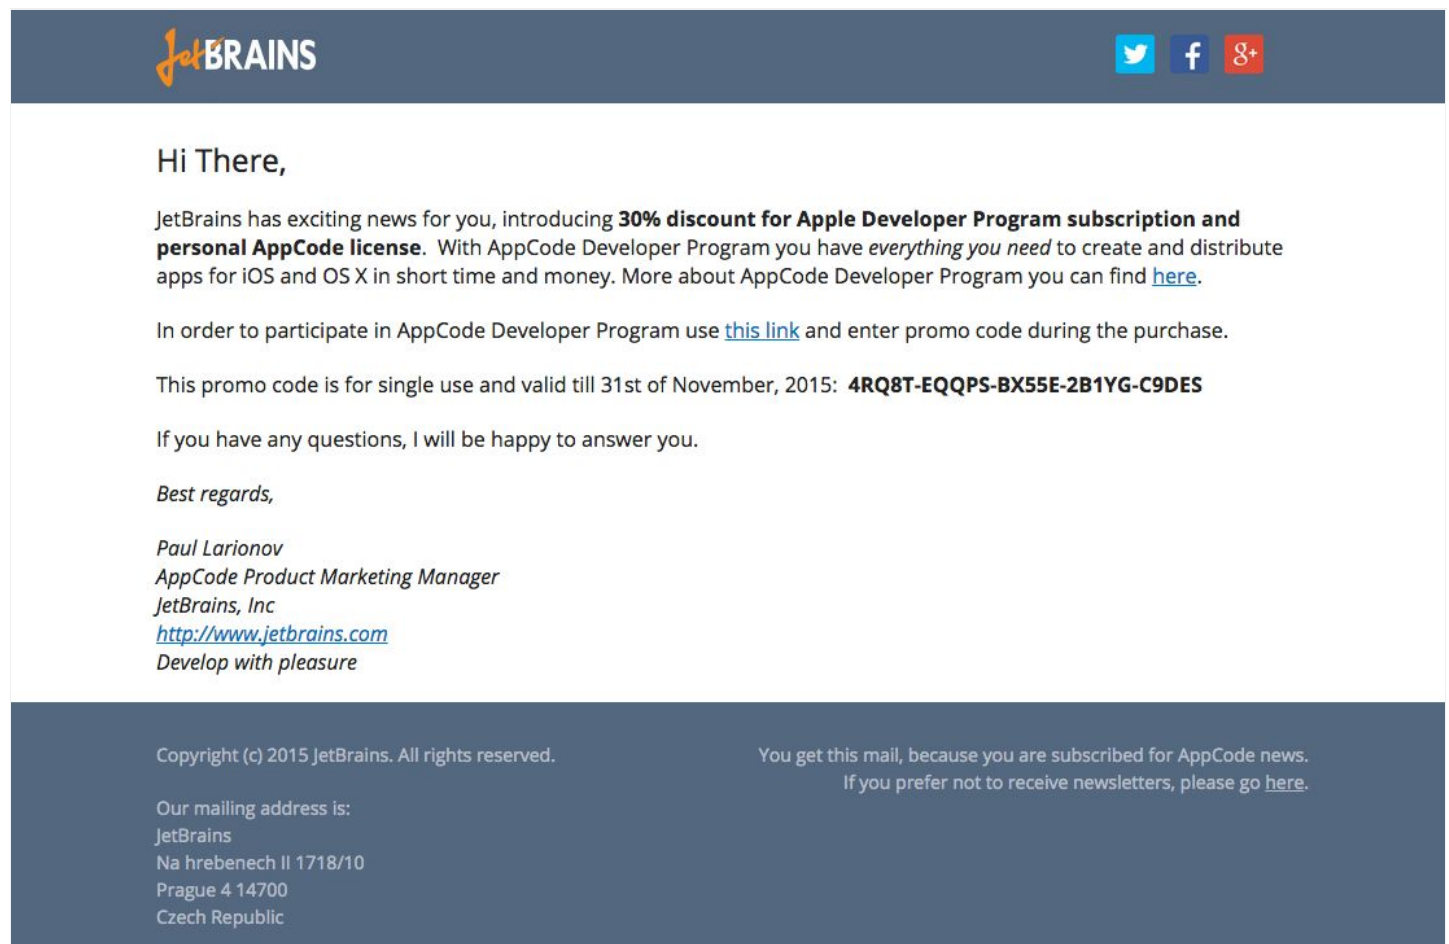 JetBRAINS
Hi There,
JetBrains has exciting news for you, introducing 30% discount for Apple Developer Program subscription and
personal AppCode license.  With AppCode Developer Program you have everything you need to create and distribute
apps for iOS and OS X in short time and money. More about AppCode Developer Program you can find here.
In order to participate in AppCode Developer Program use this link and enter promo code during the purchase.
This promo code is for single use and valid till 31st of November, 2015:  4RQ8T-EQQPS-BX55E-2B1YG-C9DES
If you have any questions, I will be happy to answer you.
Best regards,
Paul Larionov
AppCode Product Marketing Manager
JetBrains, Inc
http://www.jetbrains.com
Develop with pleasure
Copyright (c) 2015 JetBrains. All rights reserved.
Our mailing address is:
JetBrains
Na hrebenech II 1718/10
Prague 4 14700
Czech Republic
You get this mail, because you are subscribed for AppCode news.
If you prefer not to receive newsletters, please go here.